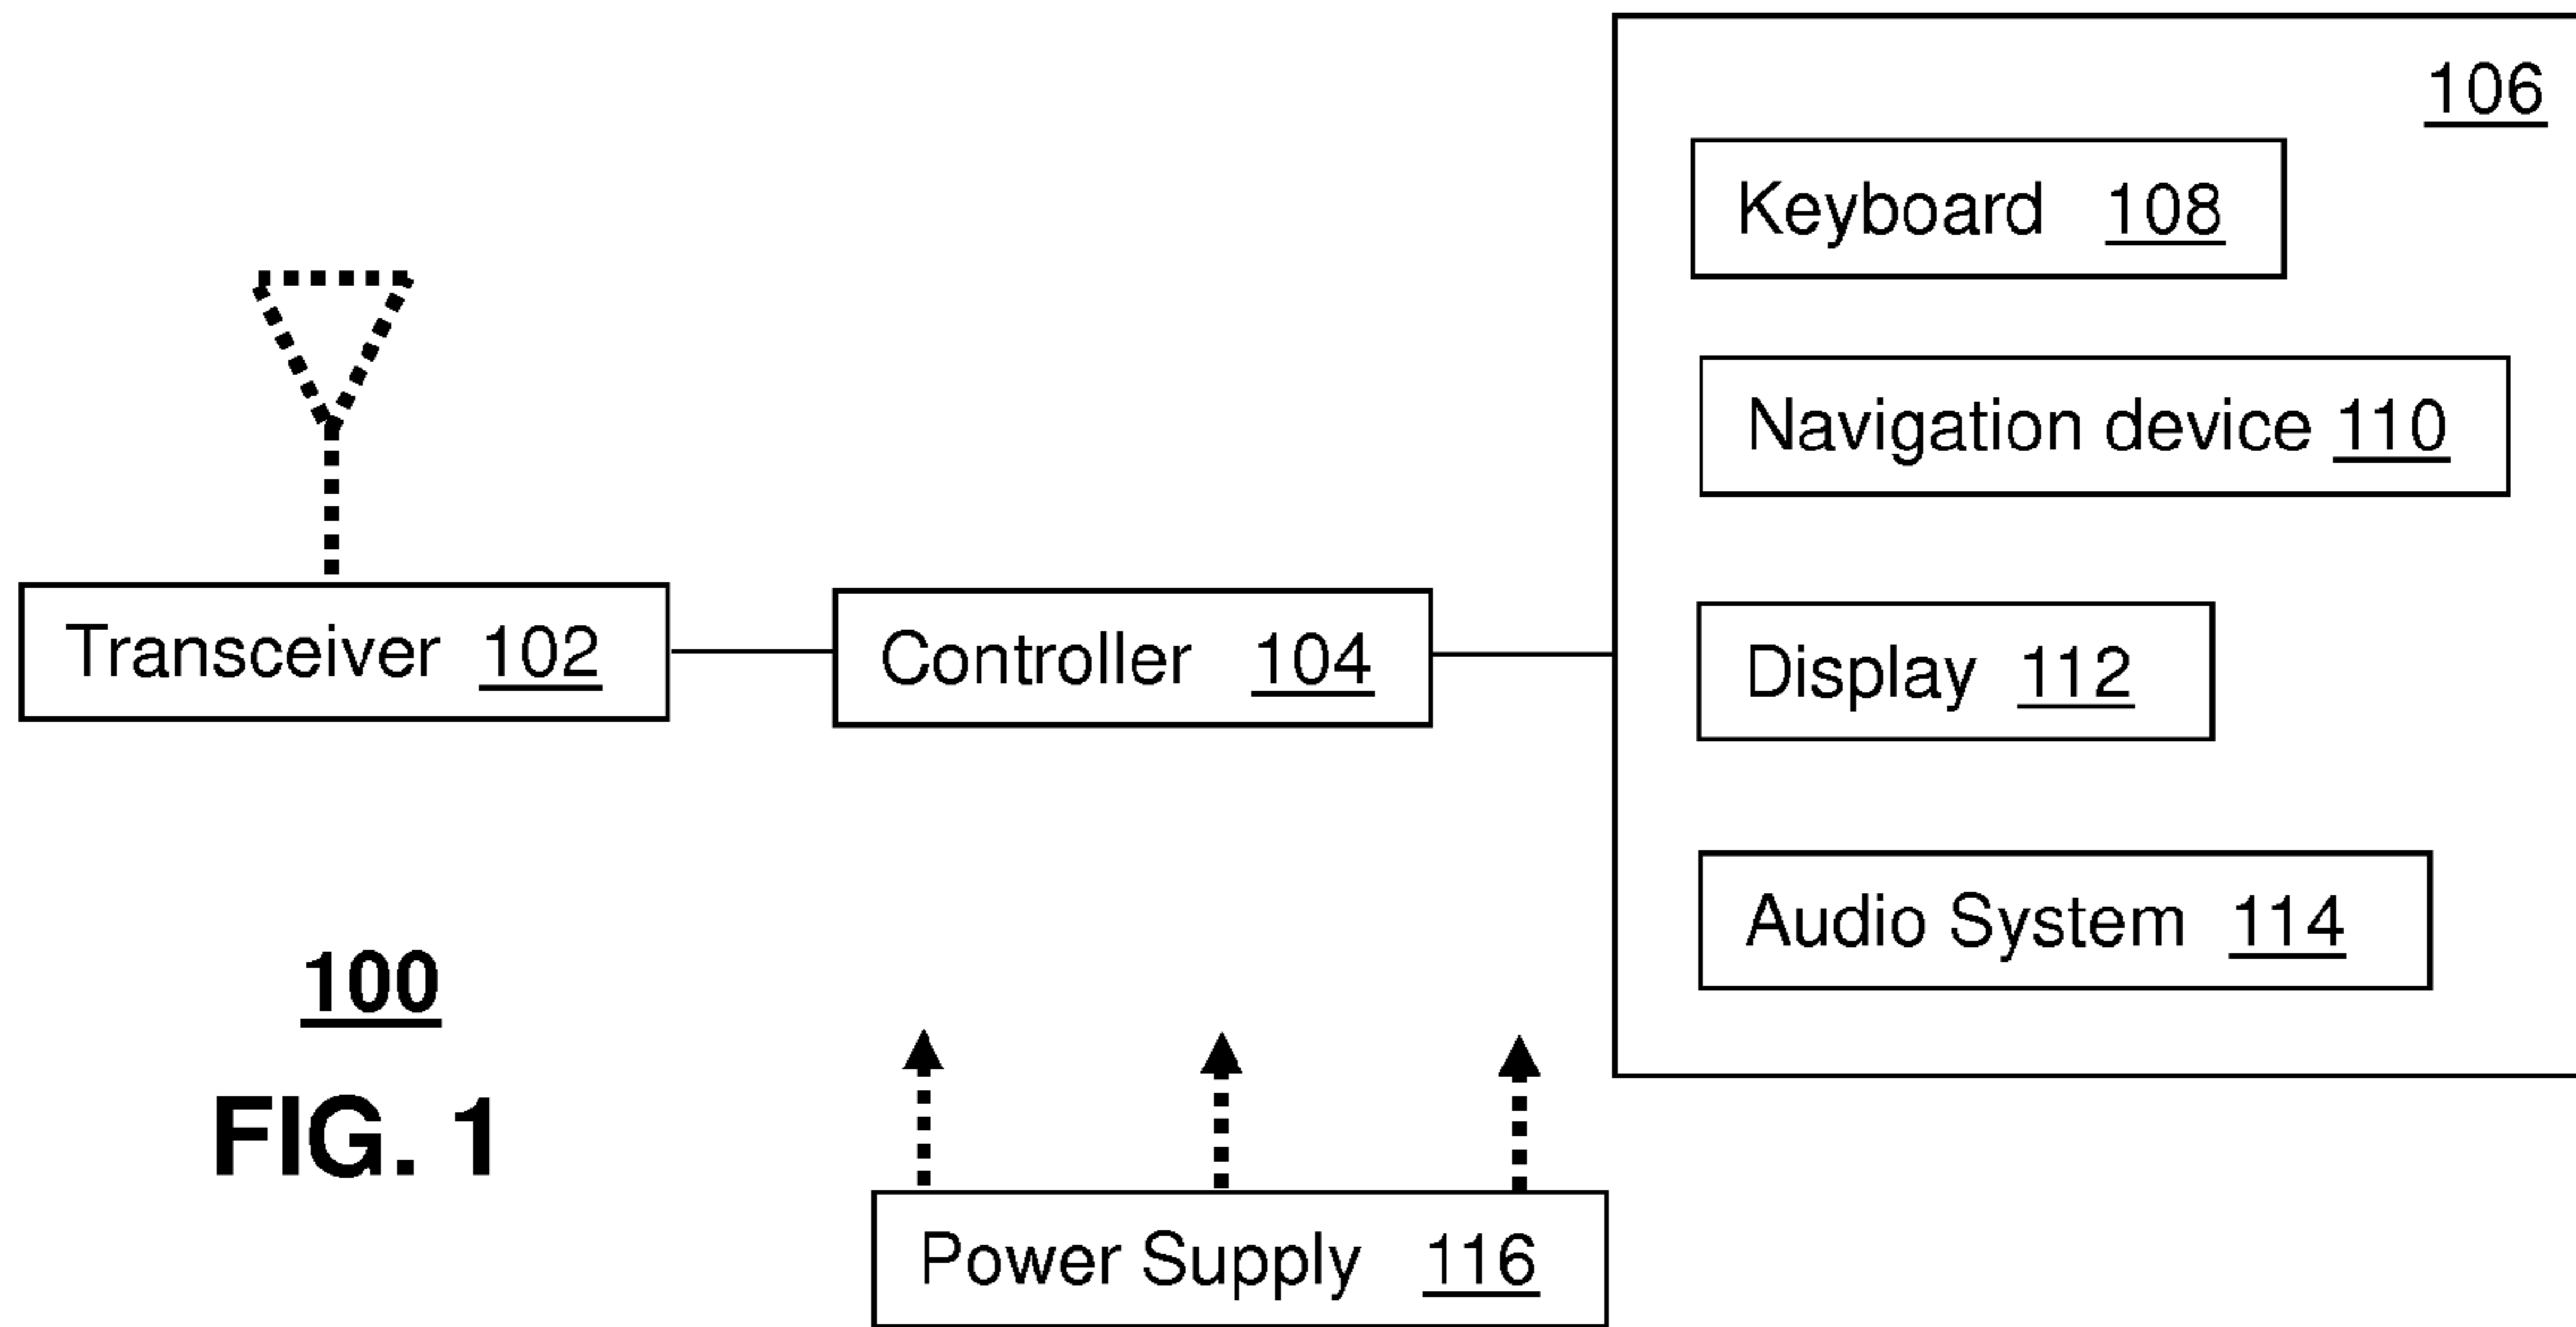 106
Keyboard 108
Navigation device 110
Transceiver 102
Controller 104
Display 112
Audio System 114
100
FIG. 1
Power Supply 116